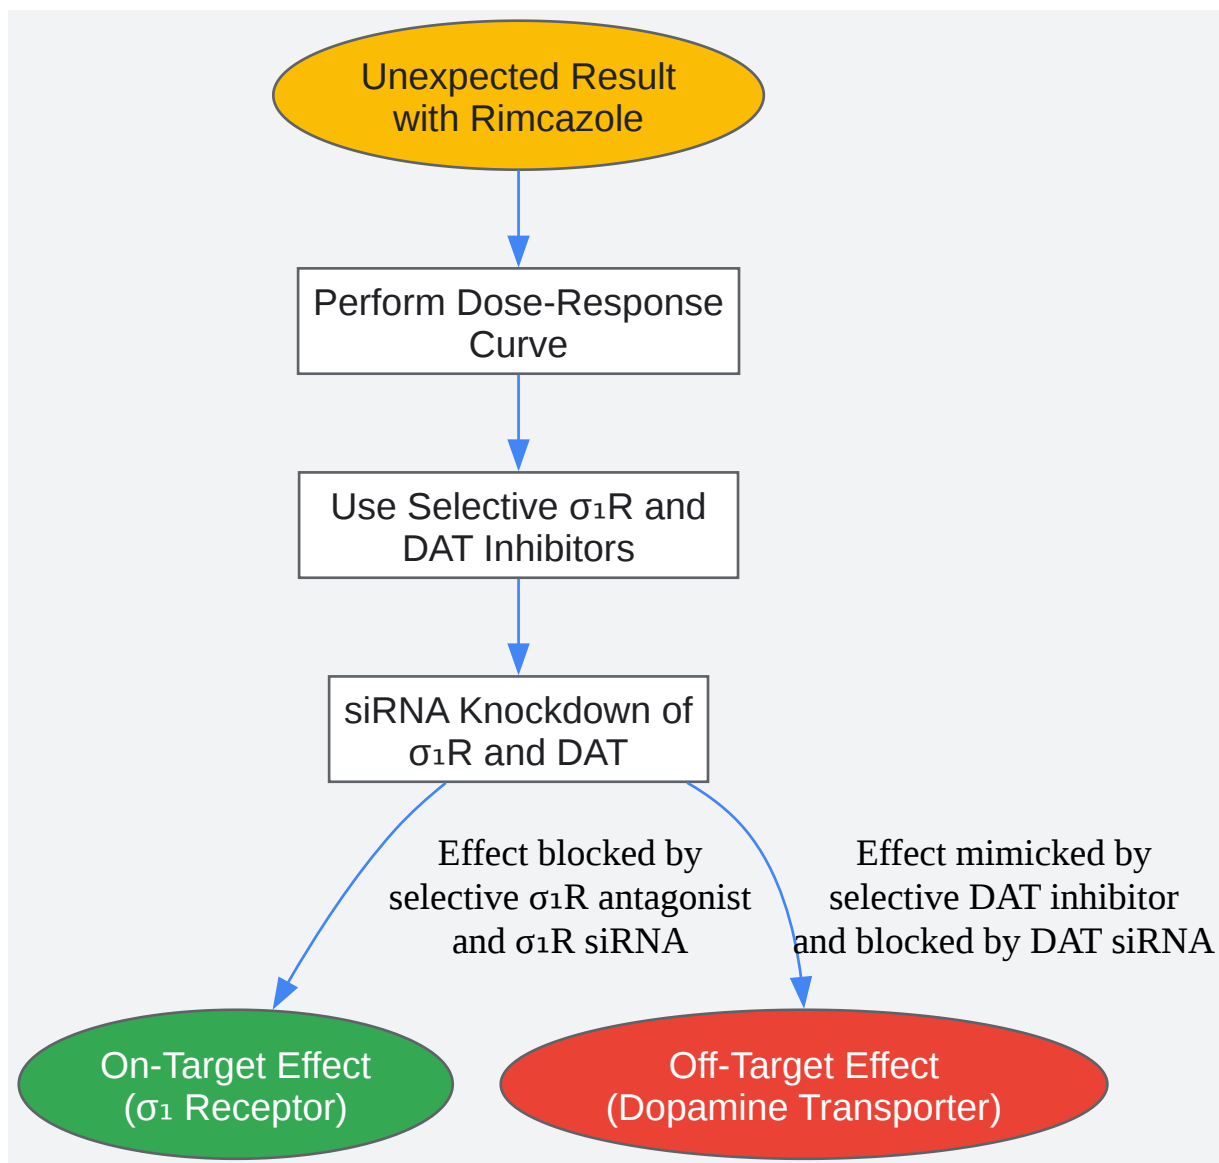 Unexpected Result
with Rimcazole
Perform Dose-Response
Curve
Use Selective σ₁R and
DAT Inhibitors
siRNA Knockdown of
σ₁R and DAT
Effect blocked by
selective σ₁R antagonist
and σ₁R siRNA
Effect mimicked by
selective DAT inhibitor
and blocked by DAT siRNA
On-Target Effect
(σ₁ Receptor)
Off-Target Effect
(Dopamine Transporter)